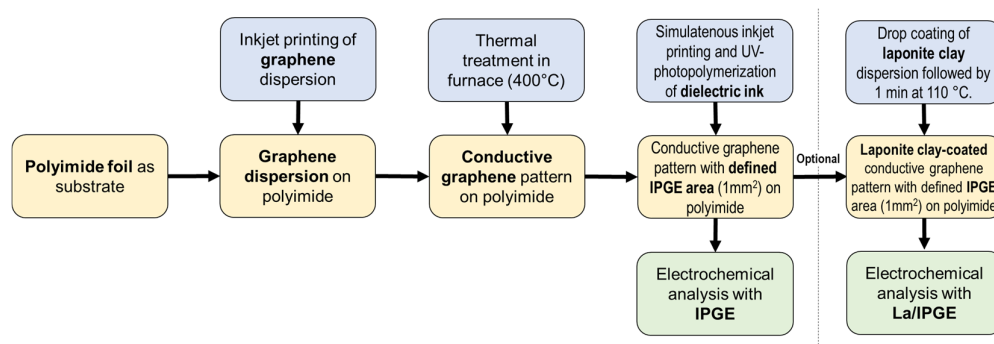 Inkjet printing of
graphene
dispersion
Thermal
treatment in
furnace (400°C)
Simulatenous inkjet
printing and UV-
photopolymerization
of dielectric ink
Drop coating of
laponite clay
dispersion followed by
1 min at 110 °C.
Polyimide foil as
substrate
Graphene
dispersion on
polyimide
Conductive
graphene pattern
on polyimide
Conductive graphene
pattern with defined
IPGE area (1mm²) on
polyimide
Optional
Laponite clay-coated
conductive graphene
pattern with defined IPGE
area (1mm²) on polyimide
Electrochemical
analysis with
IPGE
Electrochemical
analysis with
La/IPGE